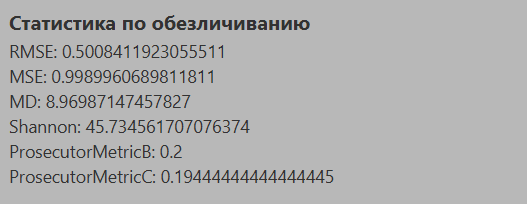 Статистика по обезличиванию
RMSE: 0.5008411923055511
MSE: 0.9989960689811811
MD: 8.96987147457827
Shannon: 45.734561707076374
ProsecutorMetricB: 0.2
ProsecutorMetricC: 0.19444444444444445